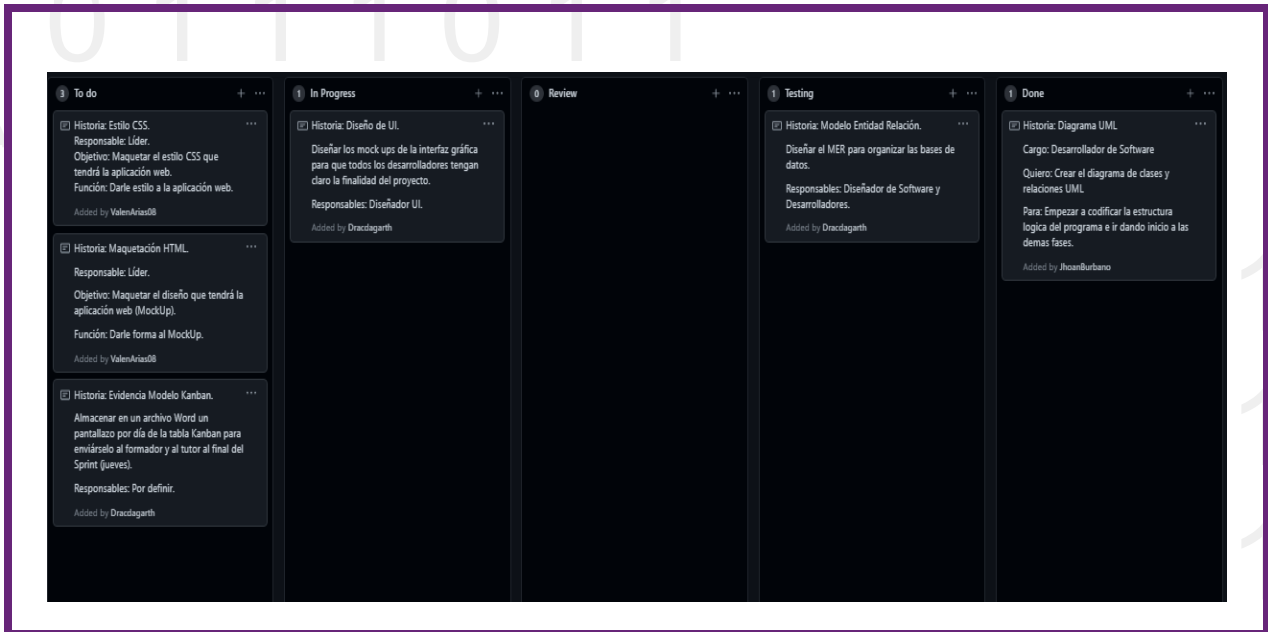 0111011
3 To do
Historia: Estilo CSS.
Responsable: Líder.
Objetivo: Maquetar el estilo CSS que
tendrá la aplicación web.
Función: Darle estilo a la aplicación web.
Added by ValenArias08
Historia: Maquetación HTML.
Responsable: Líder.
Objetivo: Maquetar el diseño que tendrá la
aplicación web (MockUp).
Función: Darle forma al MockUp.
Added by ValenArias08
Historia: Evidencia Modelo Kanban.
Almacenar en un archivo Word un
pantallazo por día de la tabla Kanban para
enviárselo al formador y al tutor al final del
Sprint (jueves).
Responsables: Por definir.
Added by Dracdagarth
1 In Progress
Historia: Diseño de UI.
Diseñar los mock ups de la interfaz gráfica
para que todos los desarrolladores tengan
claro la finalidad del proyecto.
Responsables: Diseñador UI.
Added by Dracdagarth
0 Review
1 Testing
Historia: Modelo Entidad Relación.
Diseñar el MER para organizar las bases de
datos.
Responsables: Diseñador de Software y
Desarrolladores.
Added by Dracdagarth
1 Done
Historia: Diagrama UML
Cargo: Desarrollador de Software
Quiero: Crear el diagrama de clases y
relaciones UML
Para: Empezar a codificar la estructura
logica del programa e ir dando inicio a las
demas fases.
Added by JhoanBurbano